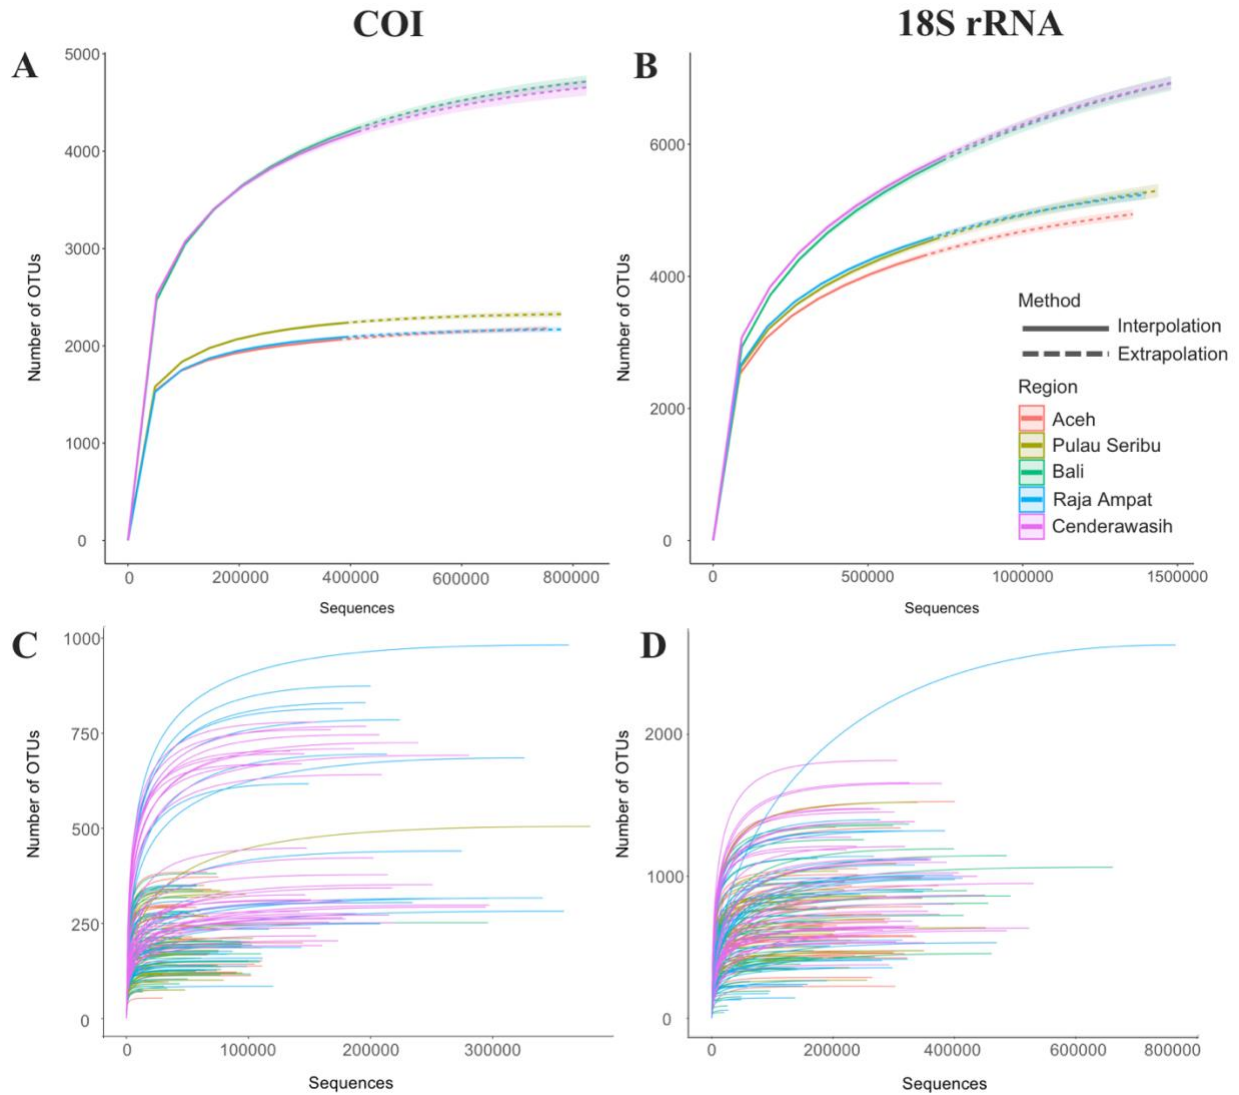 COI
18S rRNA
A
5000
4000
3000
2000
1000
0
Number of OTUs
0 200000 400000 600000 800000
Sequences
B
6000
4000
2000
0
Number of OTUs
0 500000 1000000 1500000
Sequences
Method
Interpolation
Extrapolation
Region
Aceh
Pulau Seribu
Bali
Raja Ampat
Cenderawasih
C
1000
750
500
250
0
Number of OTUs
0 100000 200000 300000
Sequences
D
2000
1000
0
Number of OTUs
0 200000 400000 600000 800000
Sequences